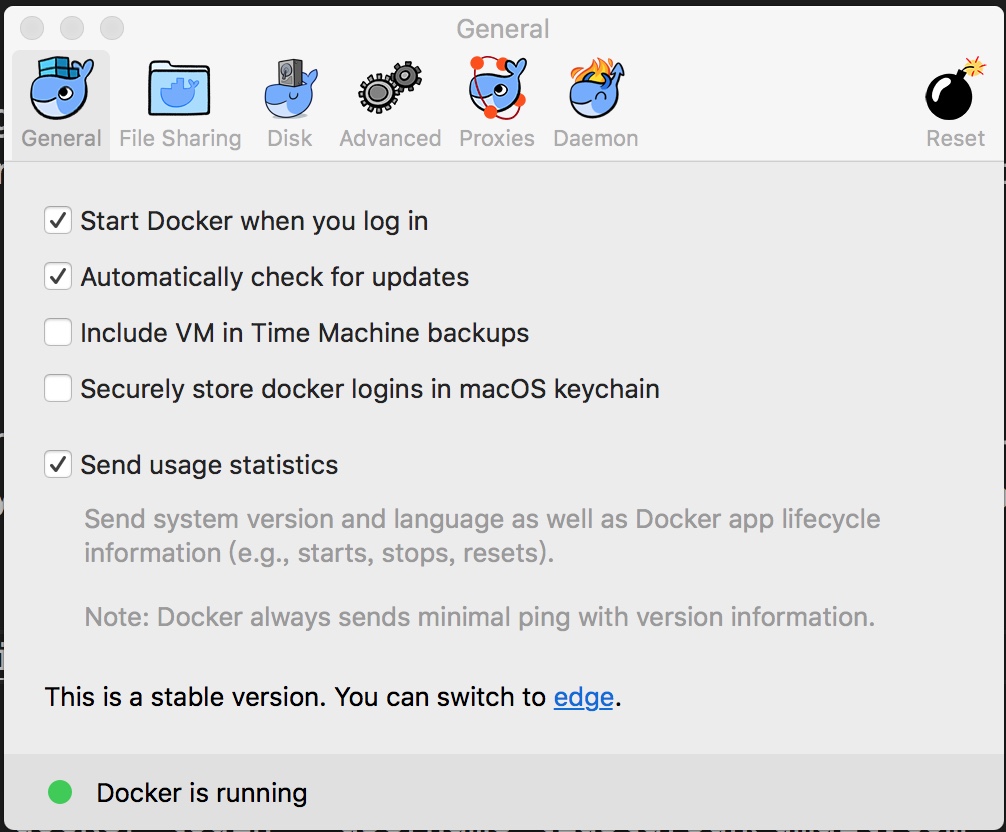 General
General File Sharing Disk Advanced Proxies Daemon Reset
Start Docker when you log in
Automatically check for updates
Include VM in Time Machine backups
Securely store docker logins in macOS keychain
Send usage statistics
Send system version and language as well as Docker app lifecycle
information (e.g., starts, stops, resets).
Note: Docker always sends minimal ping with version information.
This is a stable version. You can switch to edge.
Docker is running